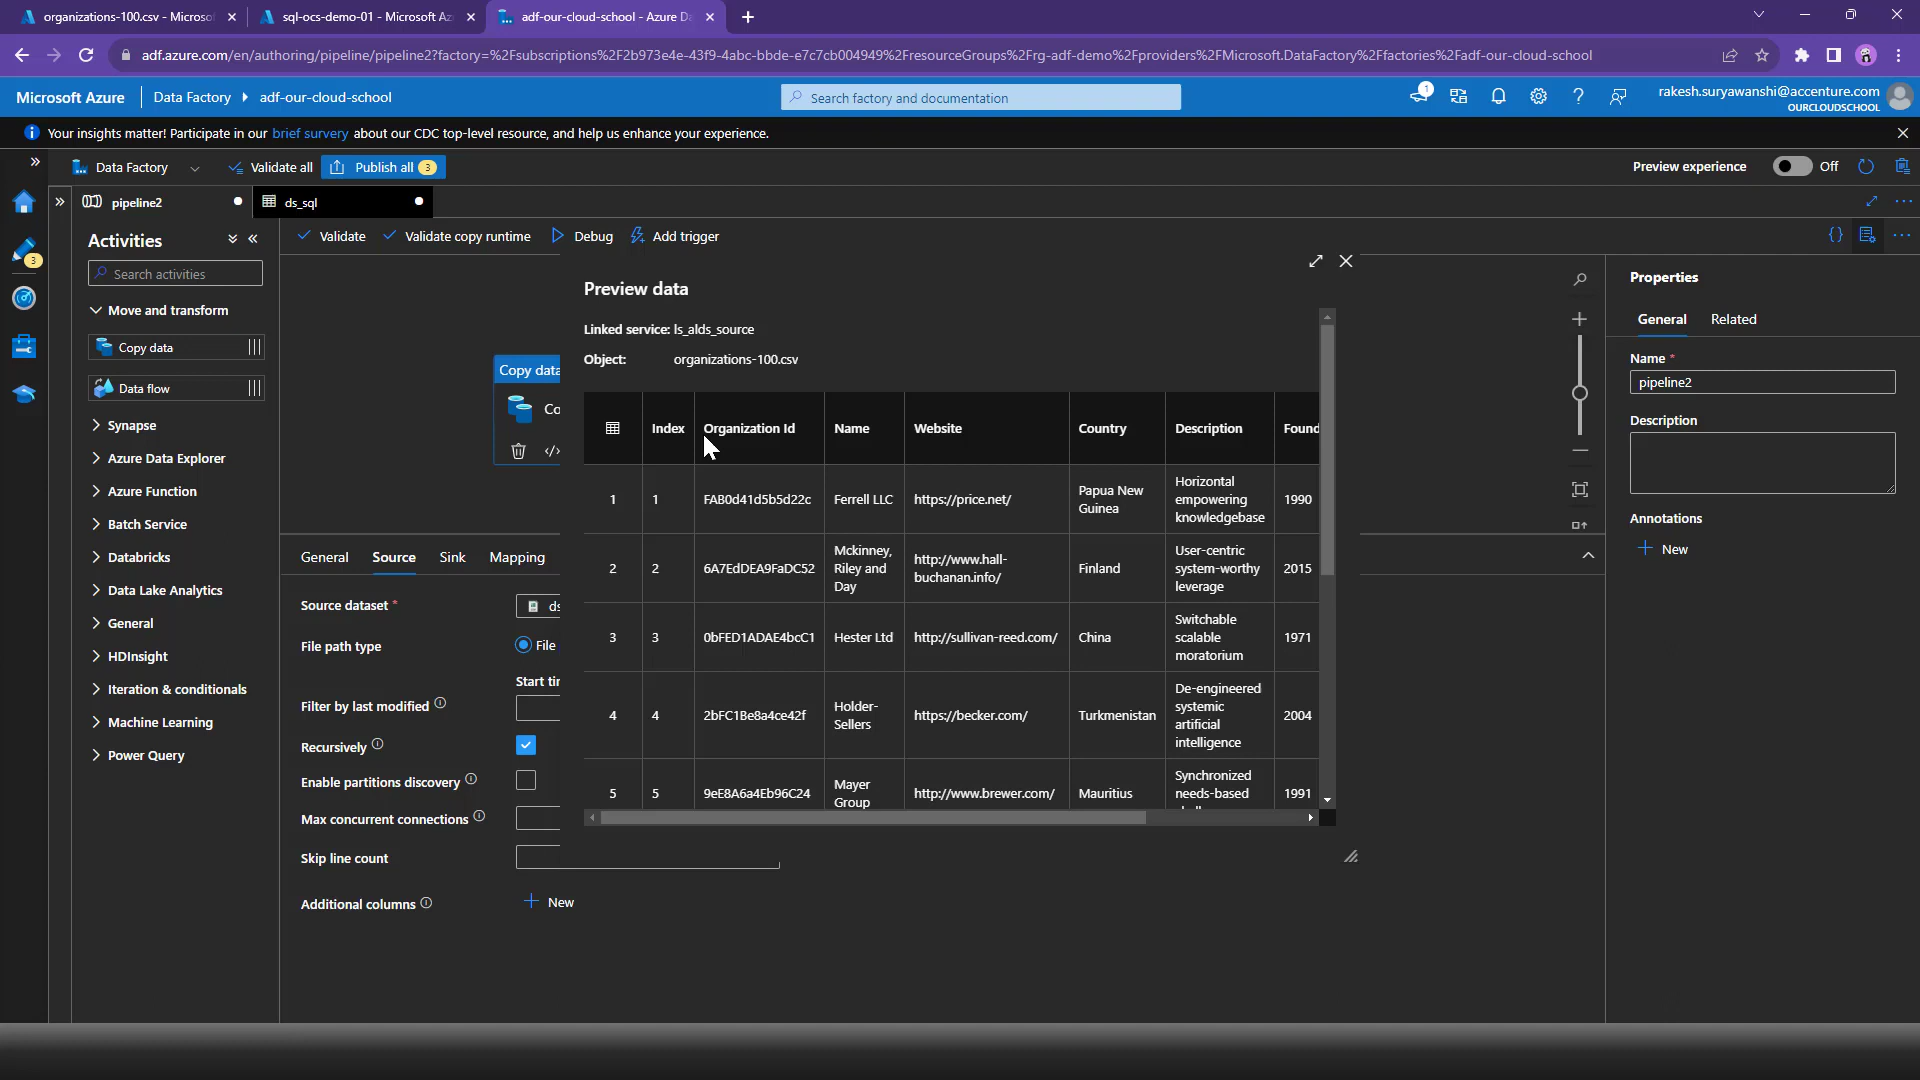 organizations-100.csv - Microso
sql-ocs-demo-01 - Microsoft Az
adf-our-cloud-school - Azure Da
adf.azure.com/en/authoring/pipeline/pipeline2?factory=%2Fsubscriptions%2F2b973e4e-43f9-4abc-bbde-e7c7cb004949%2FresourceGroups%2Frg-adf-demo%2Fproviders%2FMicrosoft.DataFactory%2Ffactories%2Fadf-our-cloud-school
Microsoft Azure
Data Factory
adf-our-cloud-school
Search factory and documentation
1
rakesh.suryawanshi@accenture.com
OURCLOUDSCHOOL
Your insights matter! Participate in our brief survery about our CDC top-level resource, and help us enhance your experience.
Data Factory
Validate all
Publish all 3
Preview experience
Off
pipeline2
ds_sql
Activities
Validate
Validate copy runtime
Debug
Add trigger
3
Search activities
Move and transform
Copy data
Data flow
Synapse
Azure Data Explorer
Azure Function
Batch Service
Databricks
Data Lake Analytics
General
HDInsight
Iteration & conditionals
Machine Learning
Power Query
Copy data
Co
General
Source
Sink
Mapping
Source dataset *
ds
File path type
File
Start tir
Filter by last modified
Recursively
Enable partitions discovery
Max concurrent connections
Skip line count
Additional columns
New
Preview data
Linked service: ls_alds_source
Object: organizations-100.csv
Index Organization Id Name Website Country Description Found
1 1 FAB0d41d5b5d22c Ferrell LLC https://price.net/ Papua New Guinea Horizontal empowering knowledgebase 1990
2 2 6A7EdDEA9FaDC52 Mckinney, Riley and Day http://www.hall-buchanan.info/ Finland User-centric system-worthy leverage 2015
3 3 0bFED1ADAE4bcC1 Hester Ltd http://sullivan-reed.com/ China Switchable scalable moratorium 1971
4 4 2bFC1Be8a4ce42f Holder-Sellers https://becker.com/ Turkmenistan De-engineered systemic artificial intelligence 2004
5 5 9eE8A6a4Eb96C24 Mayer Group http://www.brewer.com/ Mauritius Synchronized needs-based 1991
Properties
General
Related
Name *
pipeline2
Description
Annotations
New